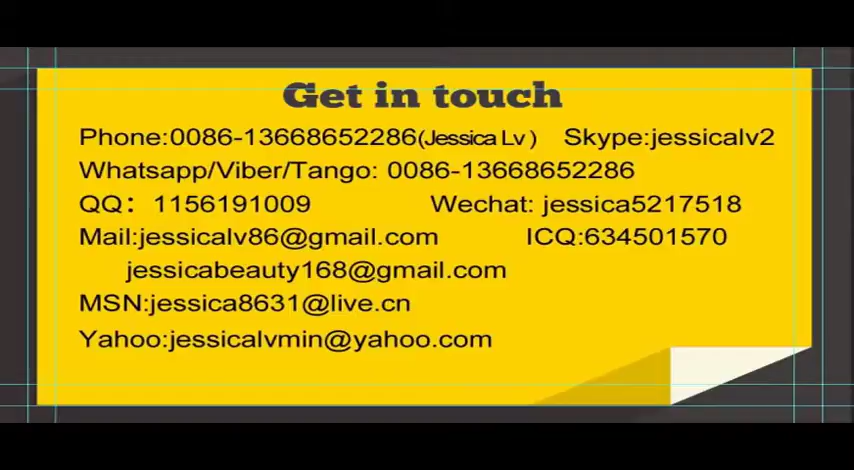 Get in touch
Phone:0086-13668652286(Jessica Lv ) Skype:jessicalv2
Whatsapp/Viber/Tango: 0086-13668652286
QQ： 1156191009 Wechat: jessica5217518
Mail:jessicalv86@gmail.com ICQ:634501570
jessicabeauty168@gmail.com
MSN:jessica8631@live.cn
Yahoo:jessicalvmin@yahoo.com